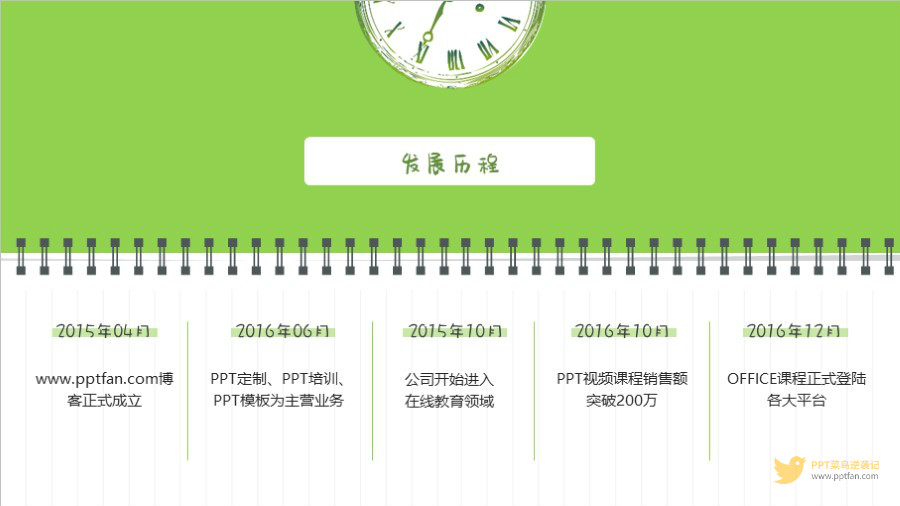 发展历程
2015年04月
www.pptfan.com博
客正式成立
2016年06月
PPT定制、PPT培训、
PPT模板为主营业务
2015年10月
公司开始进入
在线教育领域
2016年10月
PPT视频课程销售额
突破200万
2016年12月
OFFICE课程正式登陆
各大平台
PPT菜鸟逆袭记
www.pptfan.com